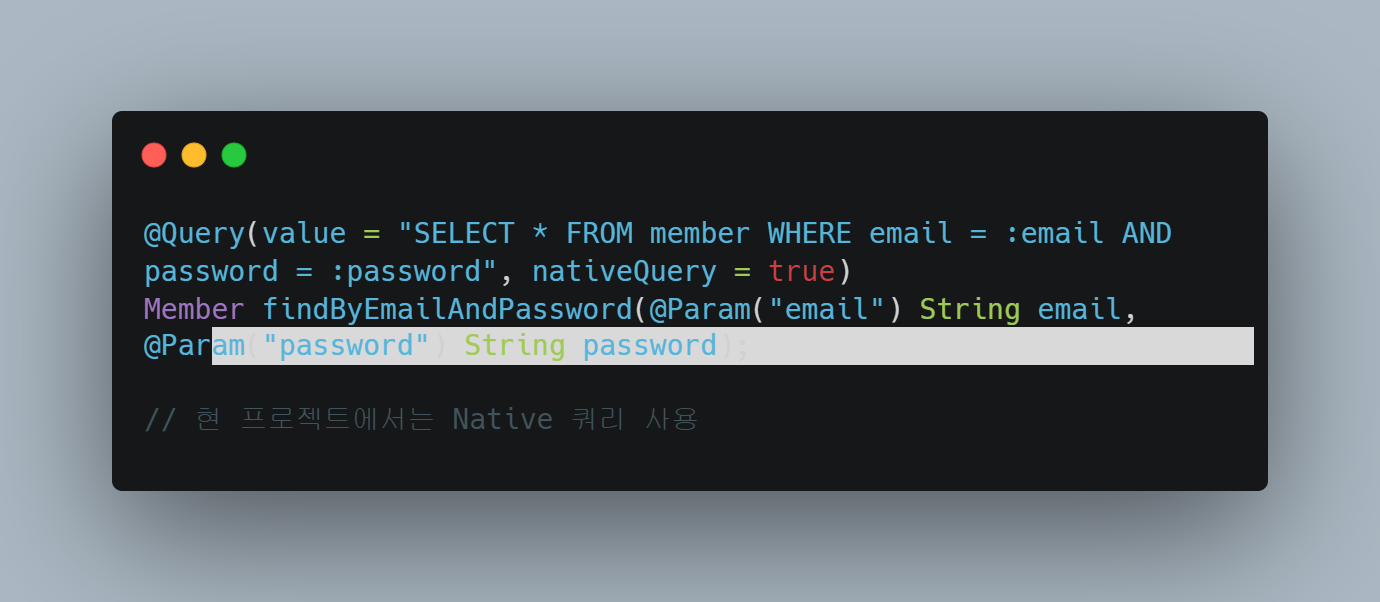 @Query(value = "SELECT * FROM member WHERE email = :email AND
password = :password", nativeQuery = true)
Member findByEmailAndPassword(@Param("email") String email,
@Param("password") String password);
// 현 프로젝트에서는 Native 쿼리 사용